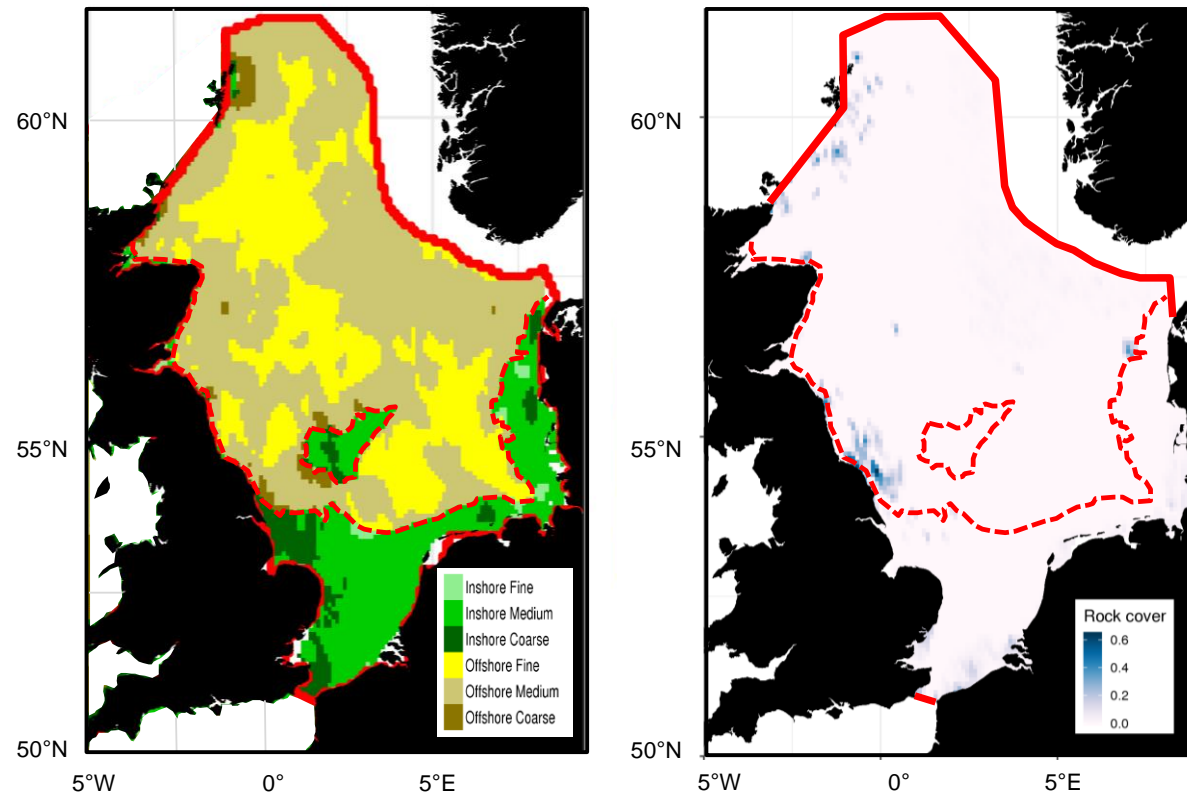 60°N
55°N
50°N
5°W
0°
5°E
Inshore Fine
Inshore Medium
Inshore Coarse
Offshore Fine
Offshore Medium
Offshore Coarse
60°N
55°N
50°N
5°W
0°
5°E
Rock cover
0.6
0.4
0.2
0.0